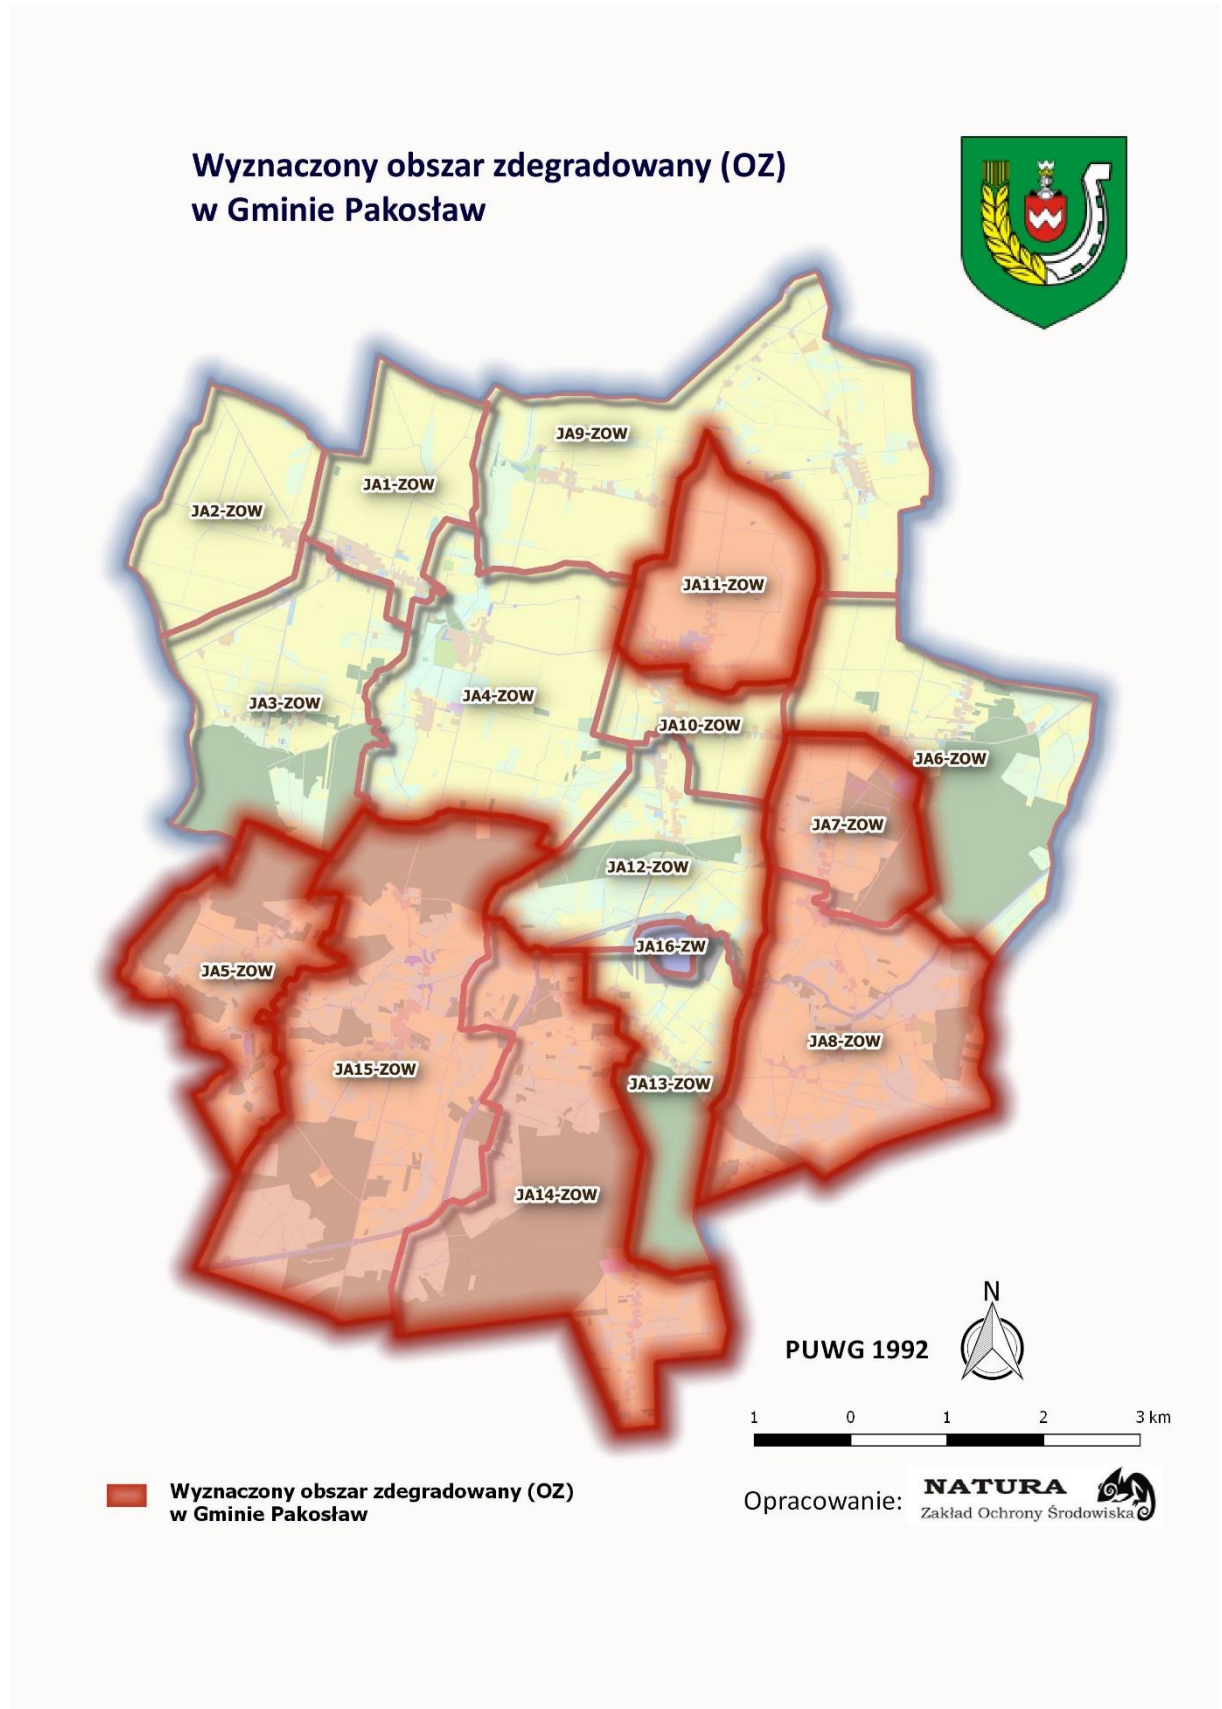 Wyznaczony obszar zdegradowany (OZ)
w Gminie Pakosław
JA9-ZOW
JA1-ZOW
JA2-ZOW
JA11-ZOW
JA3-ZOW
JA4-ZOW
JA10-ZOW
JA6-ZOW
JA7-ZOW
JA12-ZOW
JA16-ZW
JA5-ZOW
JA8-ZOW
JA15-ZOW
JA13-ZOW
JA14-ZOW
N
PUWG 1992
1 0 1 2 3 km
Wyznaczony obszar zdegradowany (OZ)
w Gminie Pakosław
Opracowanie:
NATURA
Zakład Ochrony Środowiska